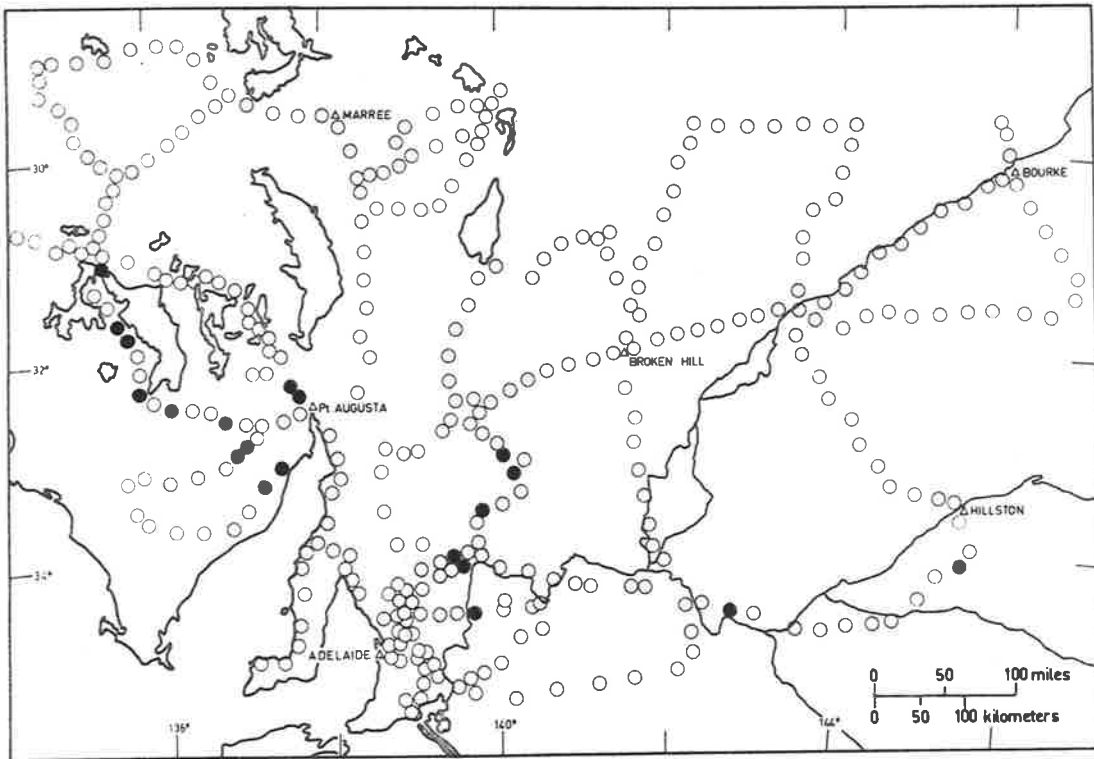 MARREE
30°
BOURKE
32°
BROKEN HILL
Pt. AUGUSTA
HILLSTON
34°
ADELAIDE
0 50 100 miles
0 50 100 kilometers
136° 140° 144°